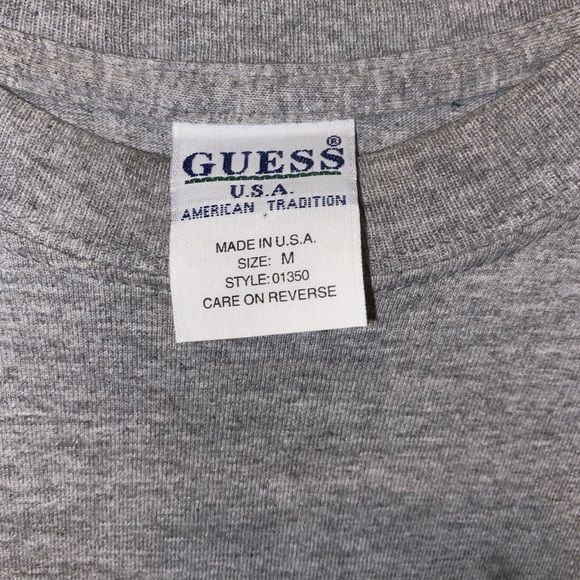 GUESS®
U.S.A.
AMERICAN TRADITION
MADE IN U.S.A.
SIZE: M
STYLE: 01350
CARE ON REVERSE